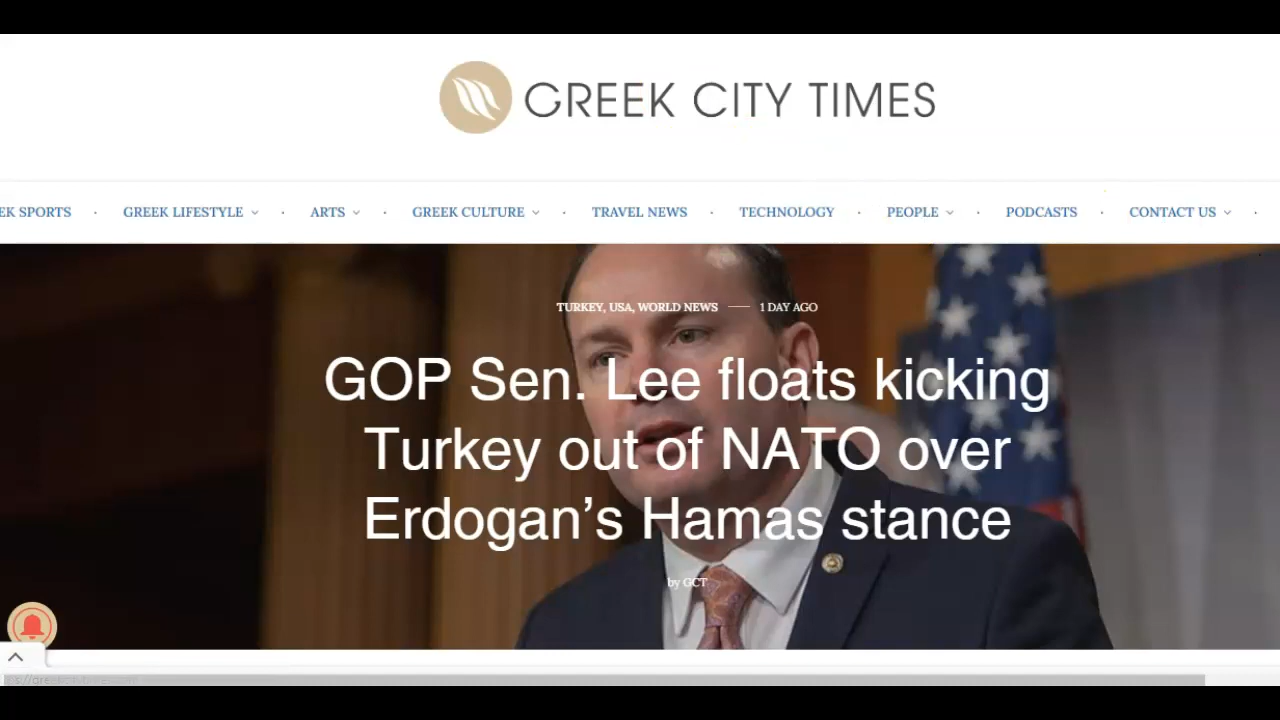 GREEK CITY TIMES
EK SPORTS · GREEK LIFESTYLE · ARTS · GREEK CULTURE · TRAVEL NEWS · TECHNOLOGY · PEOPLE · PODCASTS · CONTACT US ·
TURKEY, USA, WORLD NEWS — 1 DAY AGO
GOP Sen. Lee floats kicking
Turkey out of NATO over
Erdogan’s Hamas stance
by GCT